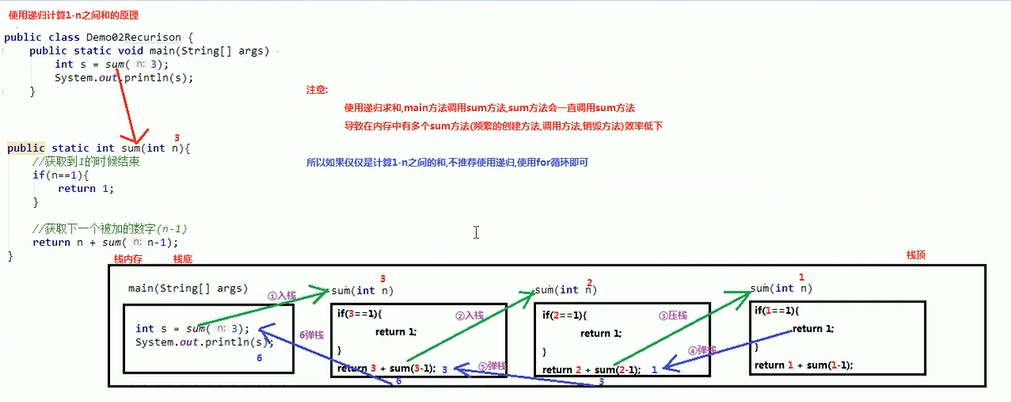 使用递归计算1-n之间和的原理
public class Demo02Recurison {
public static void main(String[] args)
int s = sum( n: 3);
System.out.println(s);
}
注意:
使用递归求和,main方法调用sum方法,sum方法会一直调用sum方法
导致在内存中有多个sum方法(频繁的创建方法,调用方法,销毁方法)效率低下
所以如果仅仅是计算1-n之间的和,不推荐使用递归,使用for循环即可
3
public static int sum(int n){
//获取到1的时候结束
if(n==1){
return 1;
}
//获取下一个被加的数字(n-1)
return n + sum( n: n-1);
}
栈内存 栈底 栈顶
main(String[] args)
①入栈
int s = sum( n: 3);
System.out.println(s);
6
6弹栈
3
sum(int n)
if(3==1){
return 1;
}
return 3 + sum(3-1); 3
6
②入栈
⑤弹栈
2
sum(int n)
if(2==1){
return 1;
}
return 2 + sum(2-1); 1
3
③压栈
④弹栈
1
sum(int n)
if(1==1){
return 1;
}
return 1 + sum(1-1);